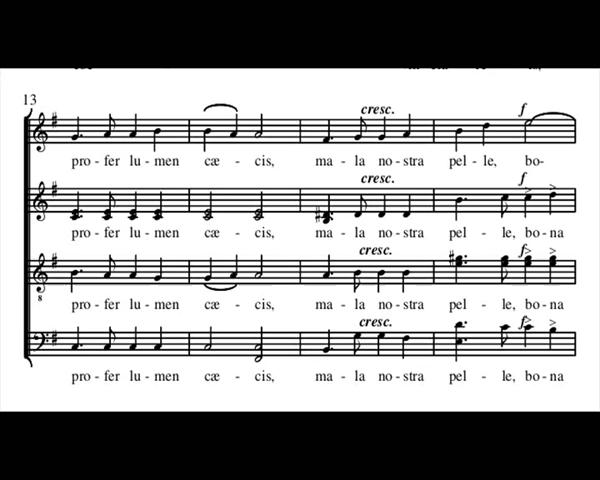 13
cresc. f
pro - fer lu - men cæ - cis, ma - la no - stra pel - le, bo-
cresc. f
pro - fer lu - men cæ - cis, ma - la no - stra pel - le, bo - na
cresc. f
8
pro - fer lu - men cæ - cis, ma - la no - stra pel - le, bo - na
cresc. f
pro - fer lu - men cæ - cis, ma - la no - stra pel - le, bo - na